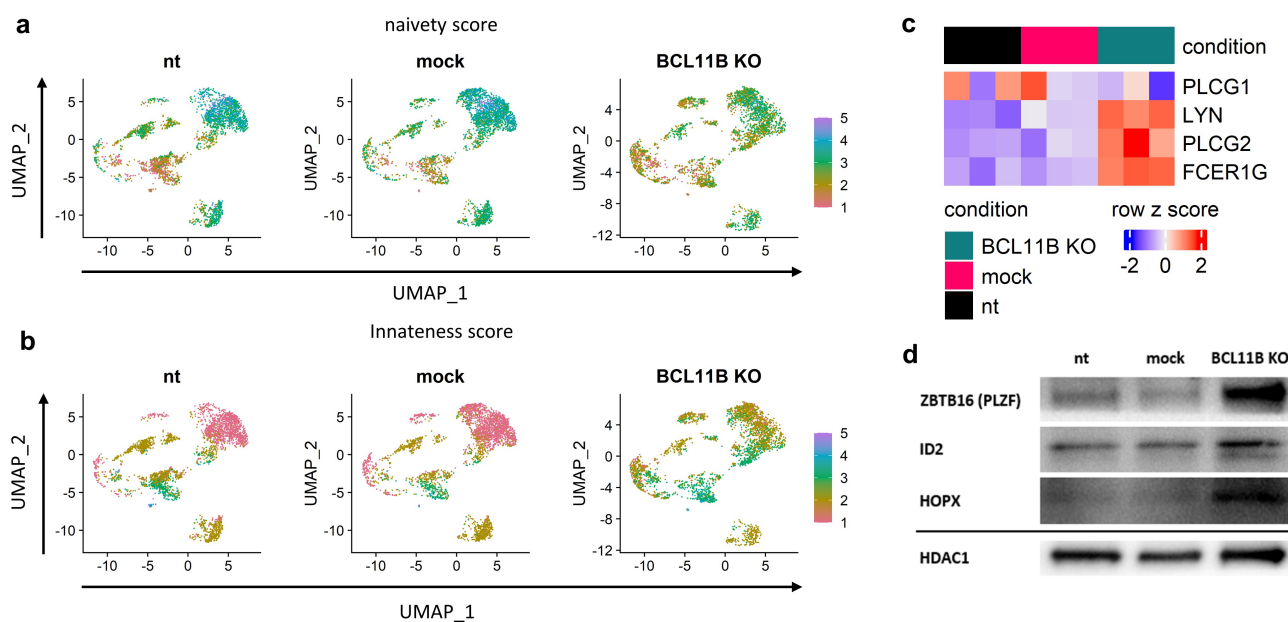 a
naivety score
nt
mock
BCL11B KO
UMAP_2
5
0
-5
-10
-10
-5
0
5
UMAP_2
5
0
-5
-10
-10
-5
0
5
UMAP_2
4
0
-4
-8
-12
-10
-5
0
5
5
4
3
2
1
UMAP_1
b
Innateness score
nt
mock
BCL11B KO
UMAP_2
5
0
-5
-10
-10
-5
0
5
UMAP_2
5
0
-5
-10
-10
-5
0
5
UMAP_2
4
0
-4
-8
-12
-10
-5
0
5
5
4
3
2
1
UMAP_1
c
condition
PLCG1
LYN
PLCG2
FCER1G
condition
BCL11B KO
mock
nt
row z score
-2 0 2
d
nt mock BCL11B KO
ZBTB16 (PLZF)
ID2
HOPX
HDAC1